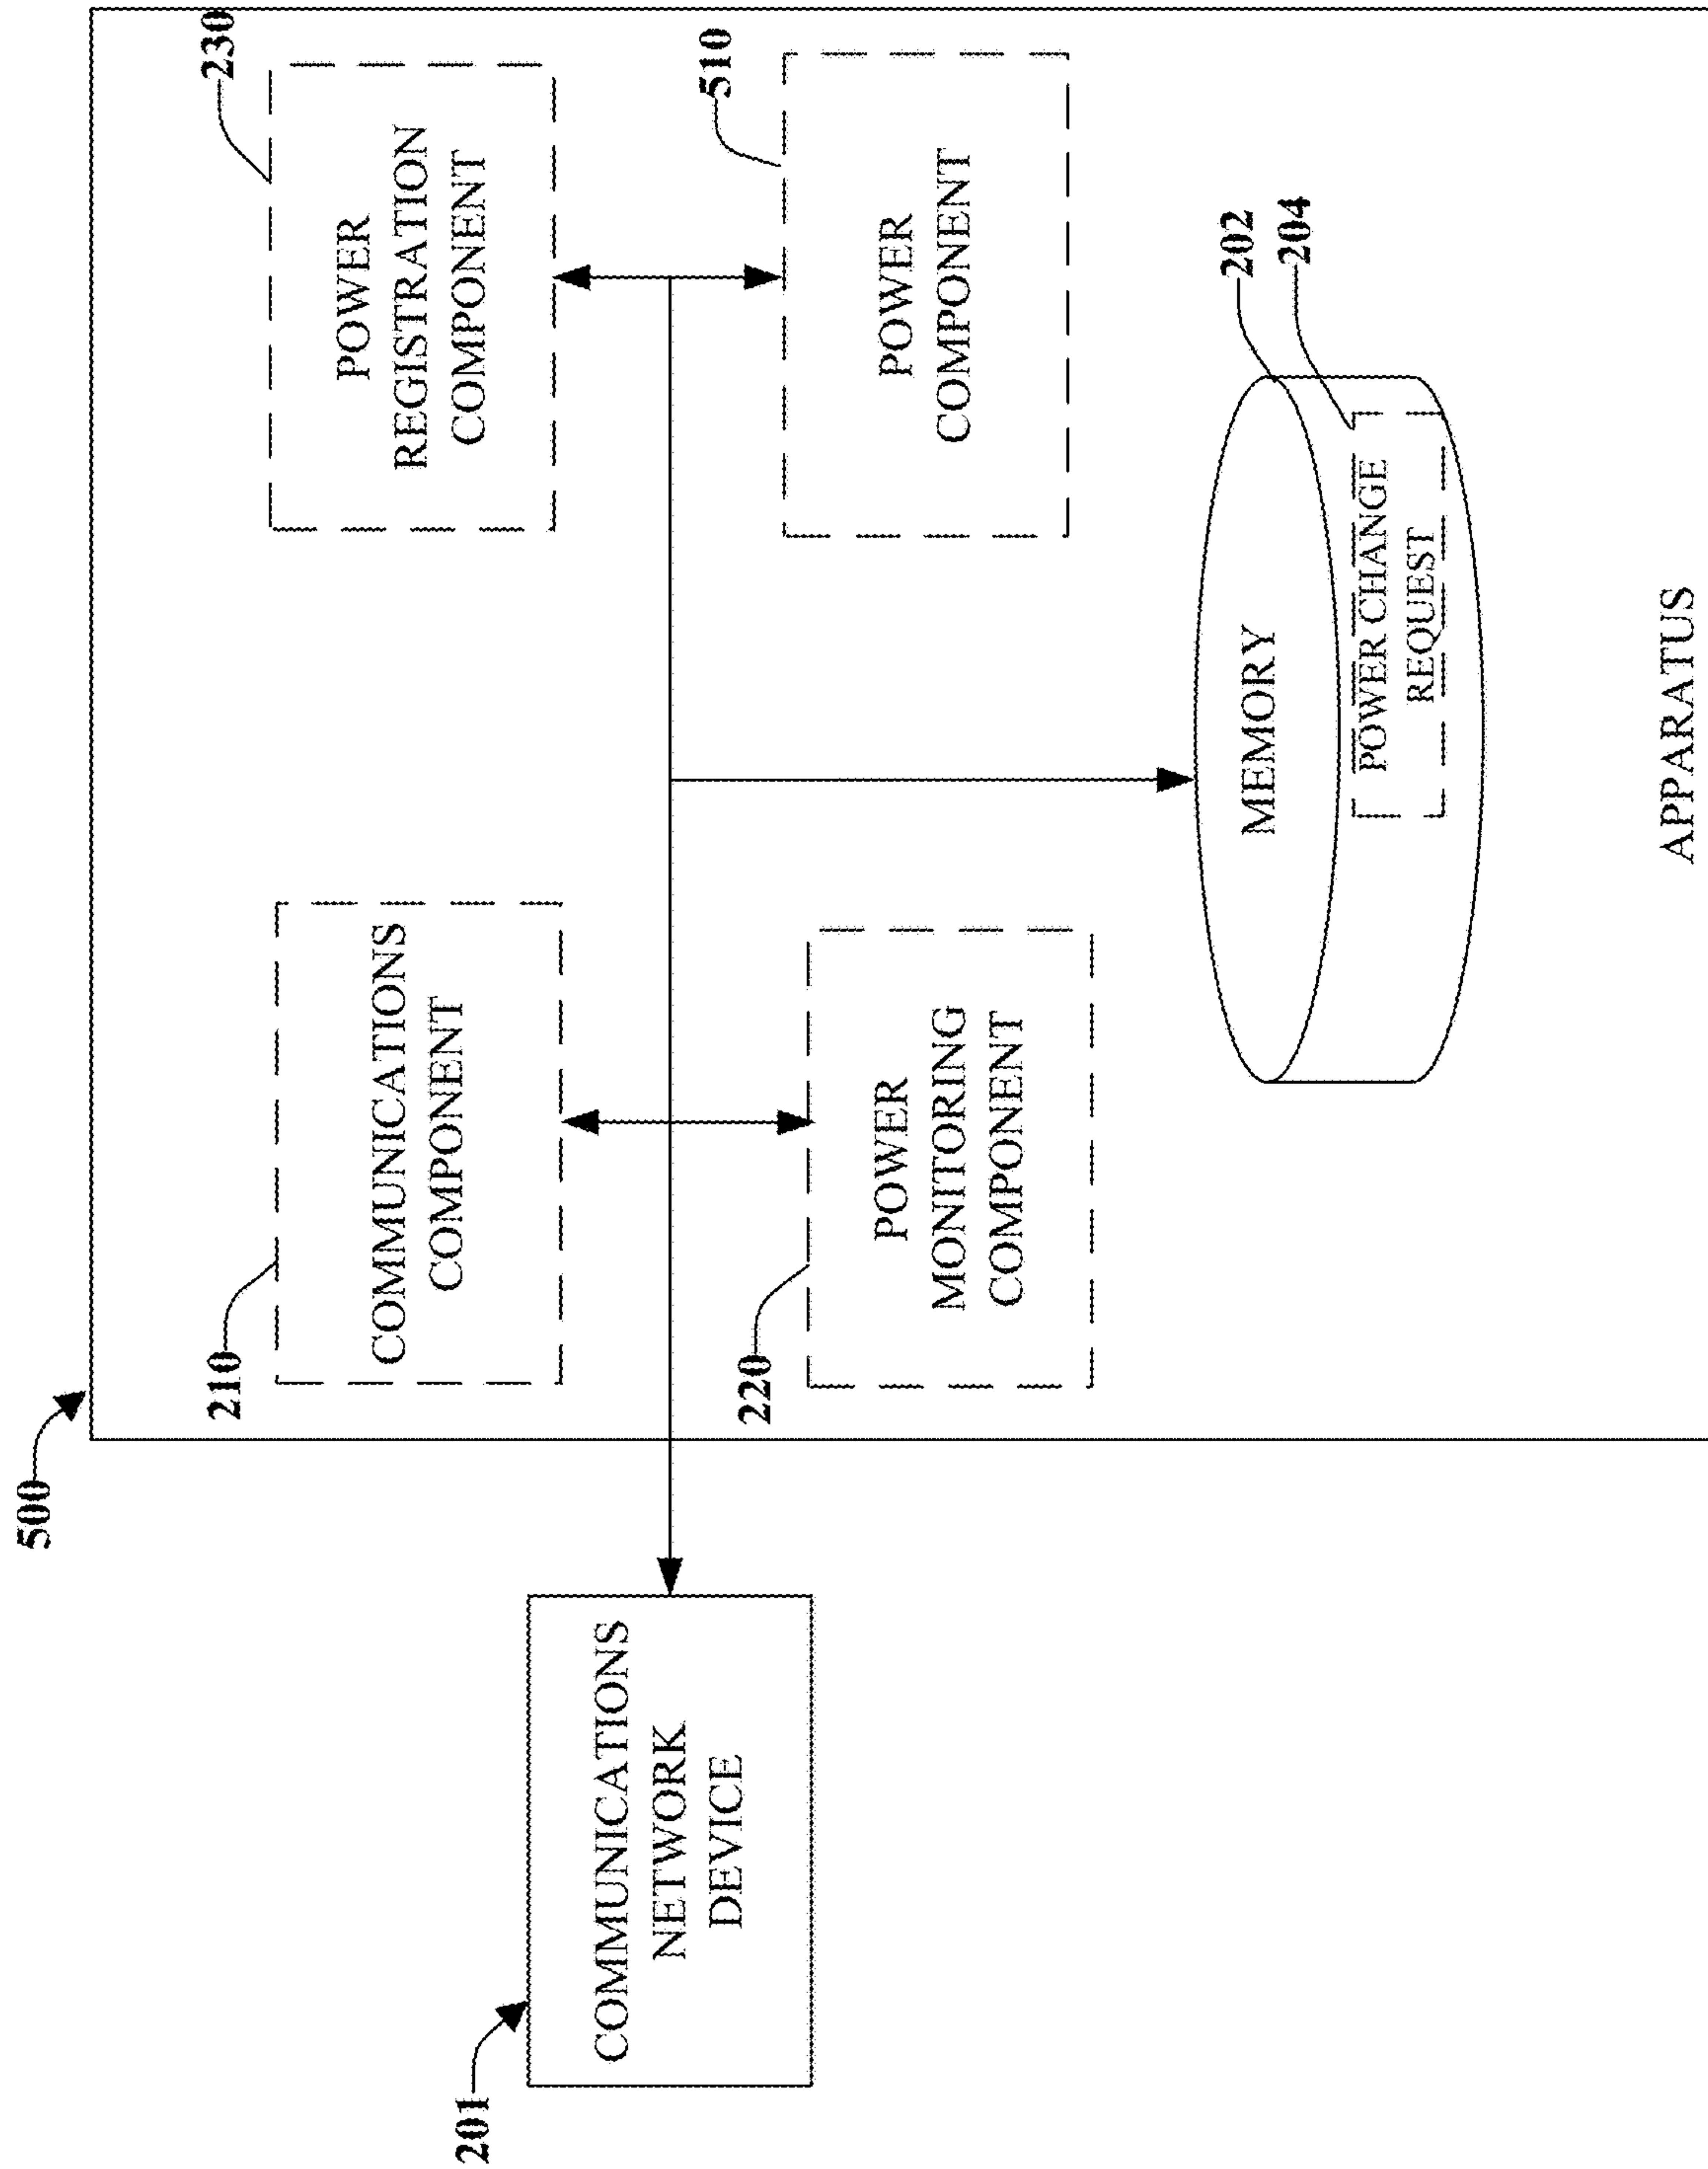 500
201
COMMUNICATIONS
NETWORK
DEVICE
210
COMMUNICATIONS
COMPONENT
230
POWER
REGISTRATION
COMPONENT
220
POWER
MONITORING
COMPONENT
510
POWER
COMPONENT
MEMORY
202
204
POWER CHANGE
REQUEST
APPARATUS